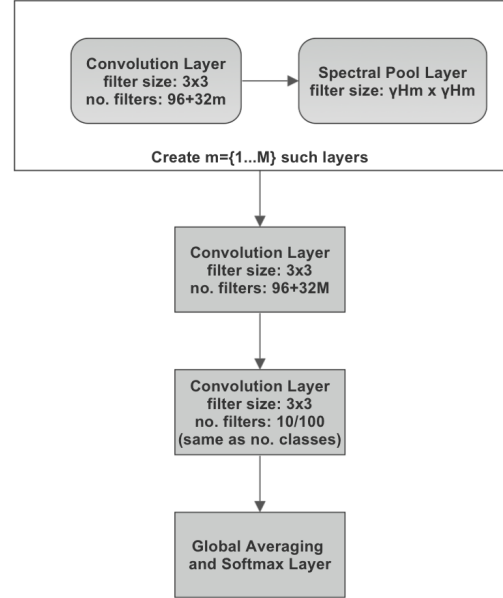 Convolution Layer
filter size: 3x3
no. filters: 96+32m
Spectral Pool Layer
filter size: γHm x γHm
Create m={1...M} such layers
Convolution Layer
filter size: 3x3
no. filters: 96+32M
Convolution Layer
filter size: 3x3
no. filters: 10/100
(same as no. classes)
Global Averaging
and Softmax Layer